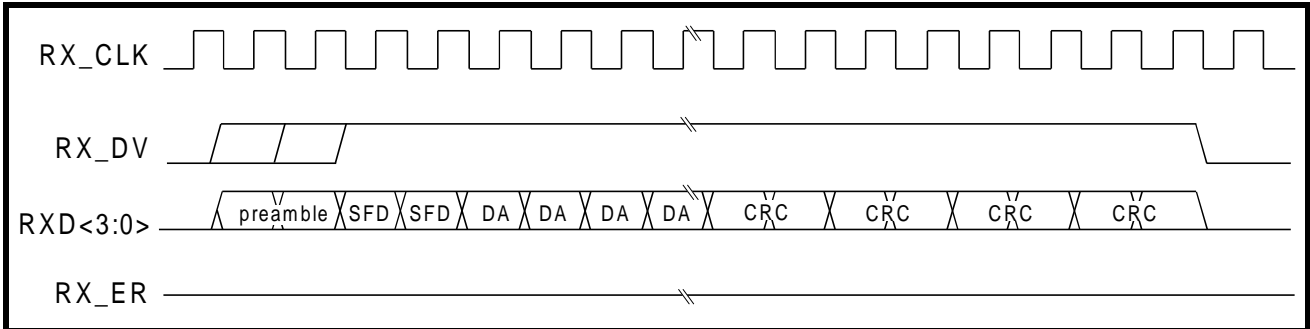 RX_CLK
RX_DV
RXD<3:0> preamble SFD SFD DA DA DA DA CRC CRC CRC CRC
RX_ER